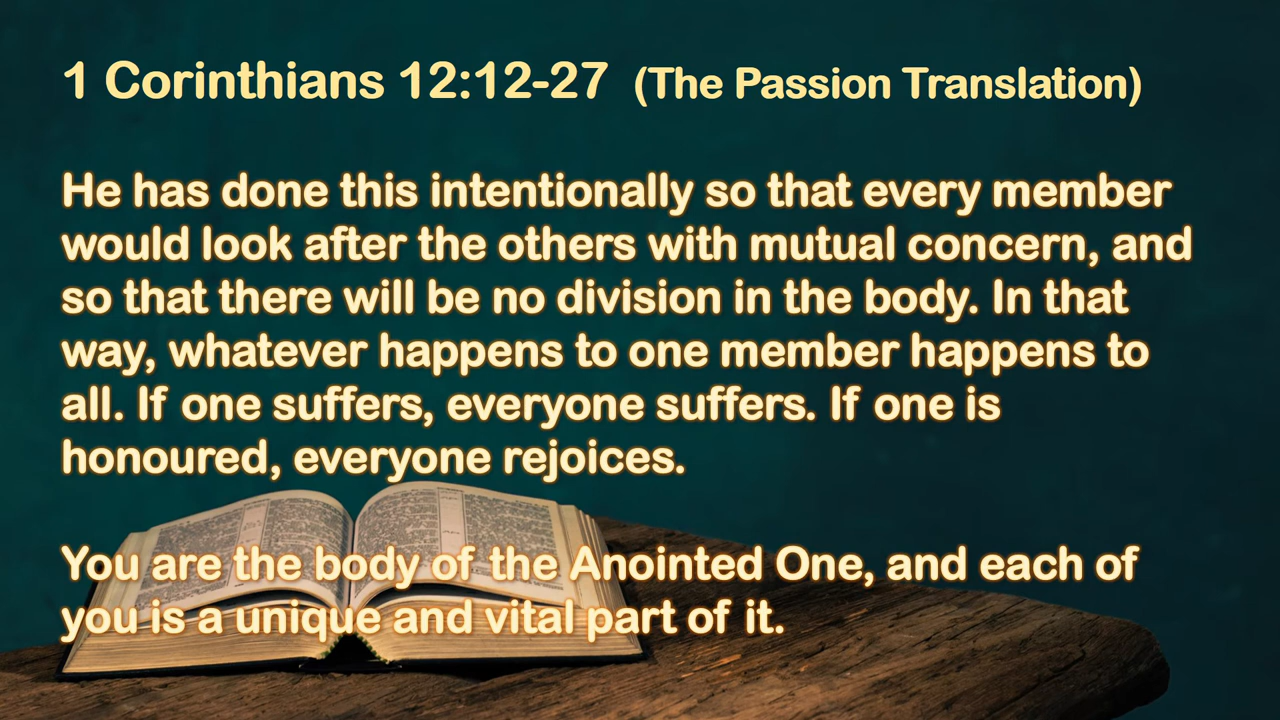 1 Corinthians 12:12-27 (The Passion Translation)
He has done this intentionally so that every member
would look after the others with mutual concern, and
so that there will be no division in the body. In that
way, whatever happens to one member happens to
all. If one suffers, everyone suffers. If one is
honoured, everyone rejoices.
You are the body of the Anointed One, and each of
you is a unique and vital part of it.